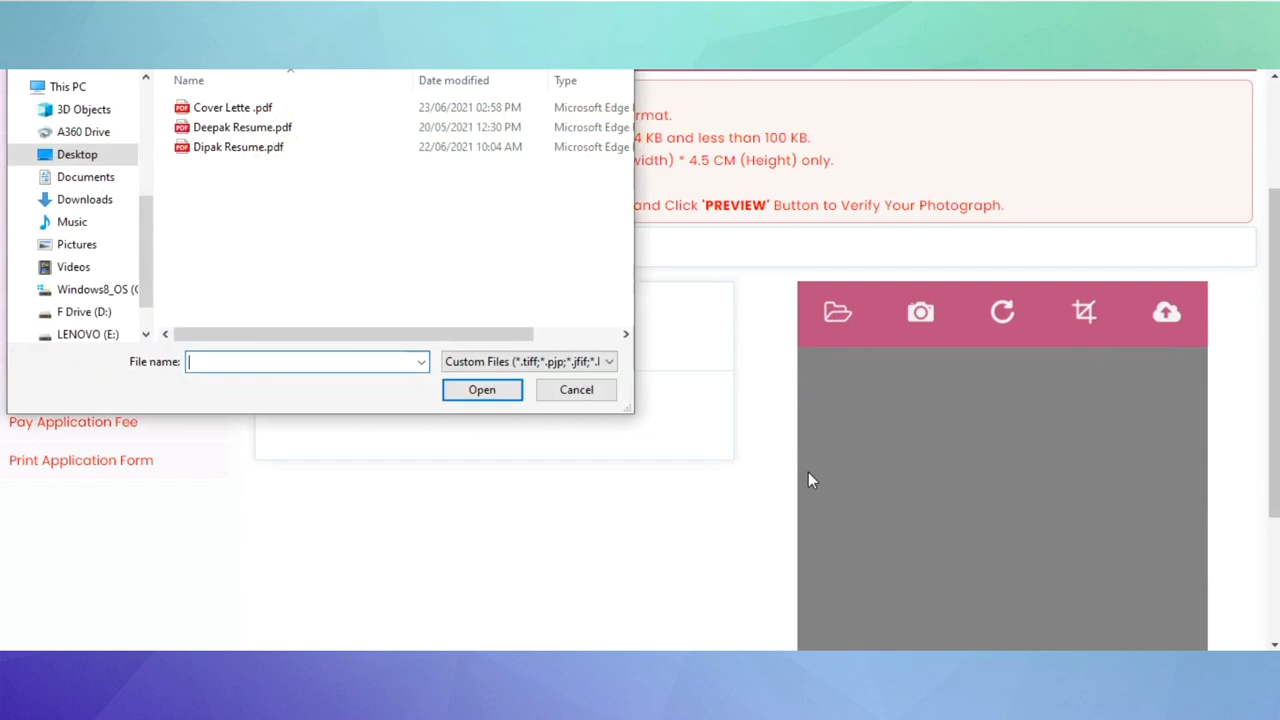 This PC
3D Objects
A360 Drive
Desktop
Documents
Downloads
Music
Pictures
Videos
Windows8_OS (
F Drive (D:)
LENOVO (E:)
Name Date modified Type
Cover Lette .pdf 23/06/2021 02:58 PM Microsoft Edge
Deepak Resume.pdf 20/05/2021 12:30 PM Microsoft Edge
Dipak Resume.pdf 22/06/2021 10:04 AM Microsoft Edge
File name: Custom Files (*.tiff;*.pjp;*.jfif;*.
Open Cancel
rmat.
4 KB and less than 100 KB.
width) * 4.5 CM (Height) only.
and Click 'PREVIEW' Button to Verify Your Photograph.
Pay Application Fee
Print Application Form